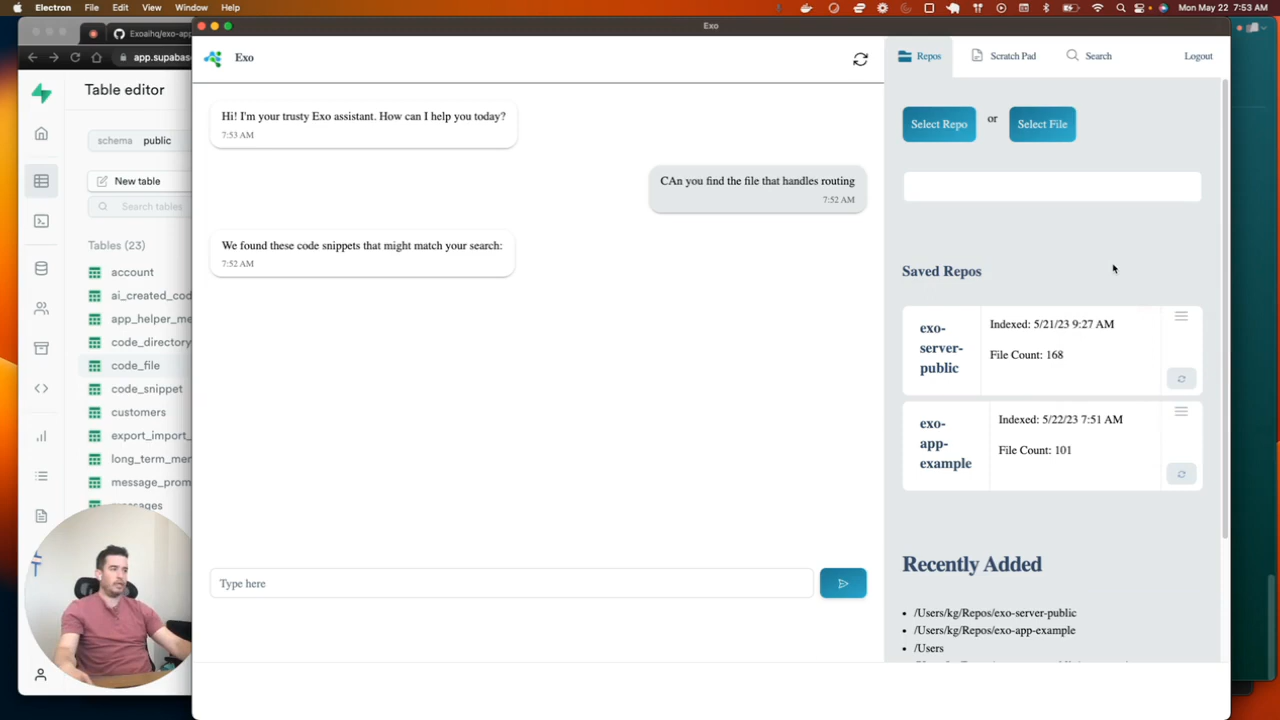 Electron File Edit View Window Help
Mon May 22 7:53 AM
Exoaihq/exo-app
app.supabase
Table editor
schema public
New table
Search tables
Tables (23)
account
ai_created_cod
app_helper_me
code_directory
code_file
code_snippet
customers
export_import_
long_term_mer
message_prom
messages
Exo
Exo
Hi! I'm your trusty Exo assistant. How can I help you today?
7:53 AM
CAn you find the file that handles routing
7:52 AM
We found these code snippets that might match your search:
7:52 AM
Type here
Repos Scratch Pad Search Logout
Select Repo or Select File
Saved Repos
exo-
server-
public
Indexed: 5/21/23 9:27 AM
File Count: 168
exo-
app-
example
Indexed: 5/22/23 7:51 AM
File Count: 101
Recently Added
• /Users/kg/Repos/exo-server-public
• /Users/kg/Repos/exo-app-example
• /Users